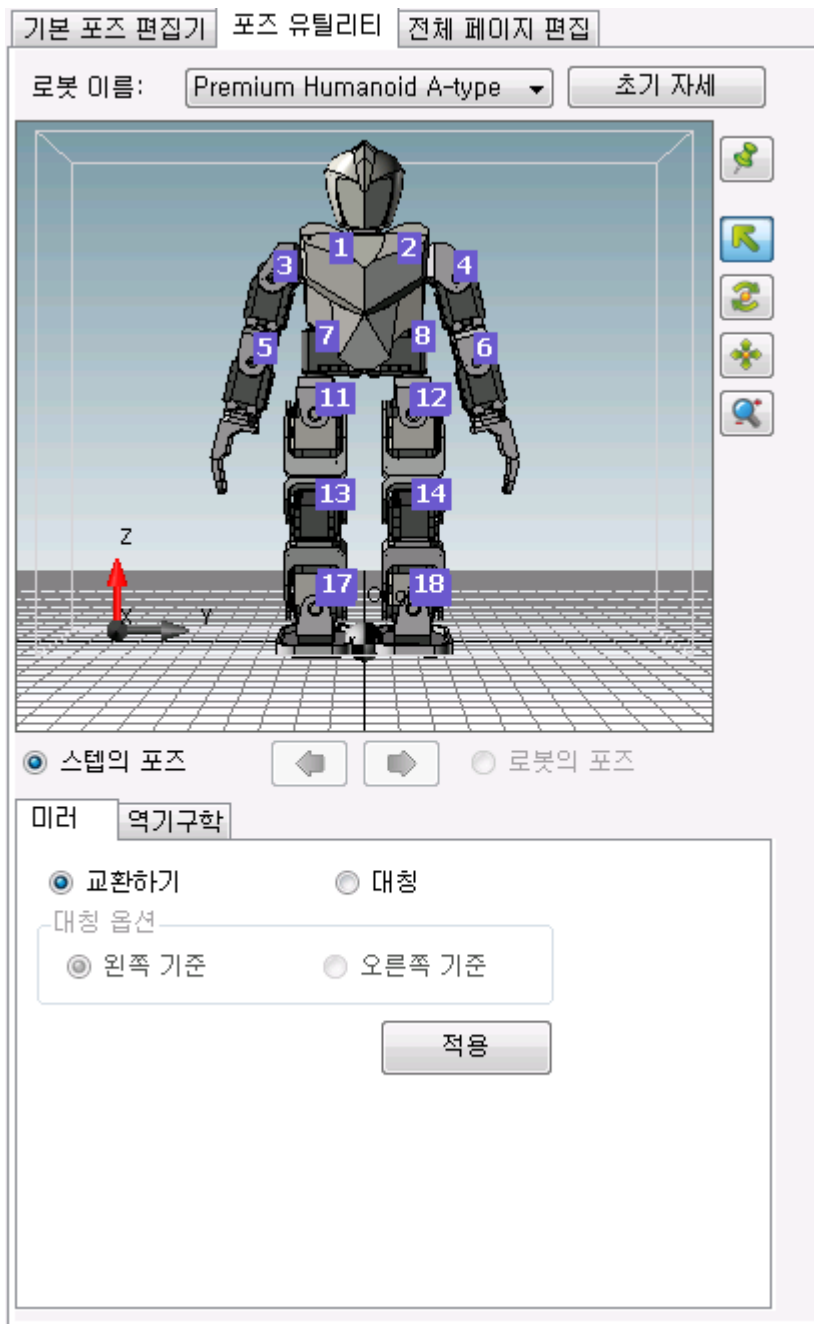 기본 포즈 편집기 포즈 유틸리티 전체 페이지 편집
로봇 이름: Premium Humanoid A-type 초기 자세
1 2
3 4
7 8
5 6
11 12
13 14
Z
17 18
X Y
스텝의 포즈 로봇의 포즈
미러 역기구학
교환하기 대칭
대칭 옵션
왼쪽 기준 오른쪽 기준
적용